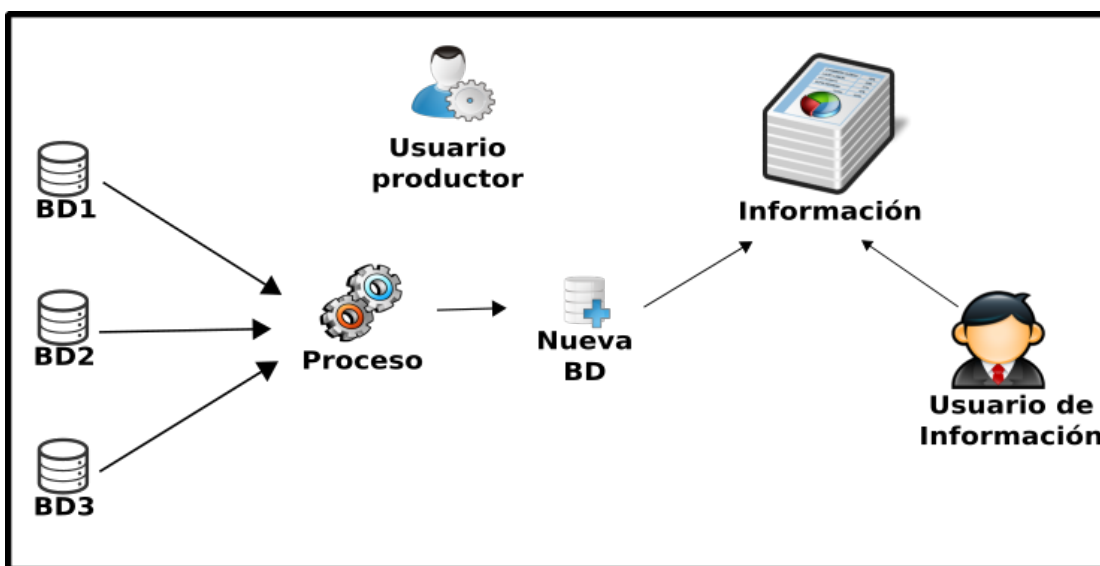 Usuario
productor
BD1
Información
BD2
Proceso
Nueva
BD
Usuario de
Información
BD3